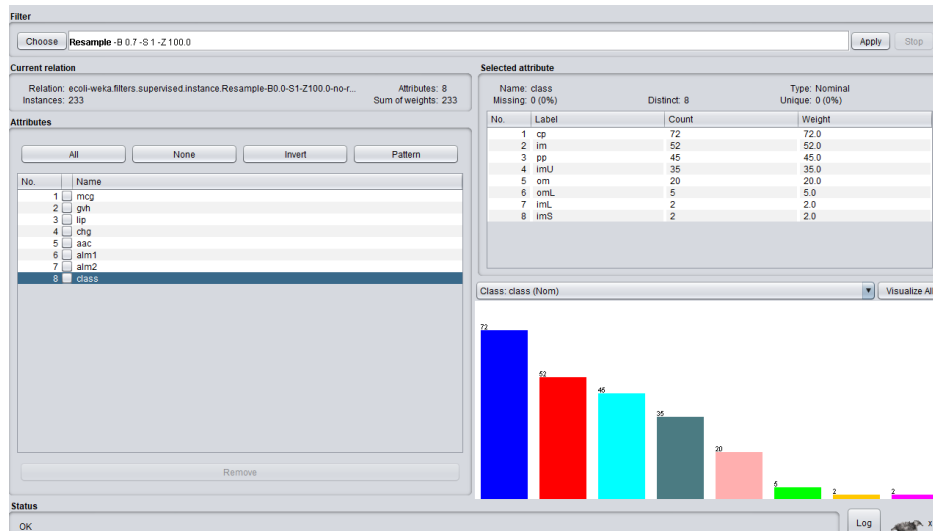 Filter
Choose Resample -B 0.7 -S 1 -Z 100.0 Apply Stop
Current relation
Relation: ecoli-weka.filters.supervised.instance.Resample-B0.0-S1-Z100.0-no-r... Attributes: 8
Instances: 233 Sum of weights: 233
Attributes
All None Invert Pattern
No. Name
1 mcg
2 gvh
3 lip
4 chg
5 aac
6 alm1
7 alm2
8 class
Remove
Selected attribute
Name: class Type: Nominal
Missing: 0 (0%) Distinct: 8 Unique: 0 (0%)
No. Label Count Weight
1 cp 72 72.0
2 im 52 52.0
3 pp 45 45.0
4 imU 35 35.0
5 om 20 20.0
6 omL 5 5.0
7 imL 2 2.0
8 imS 2 2.0
Class: class (Nom) Visualize All
72
52
45
35
20
5
2
2
Status
OK Log x